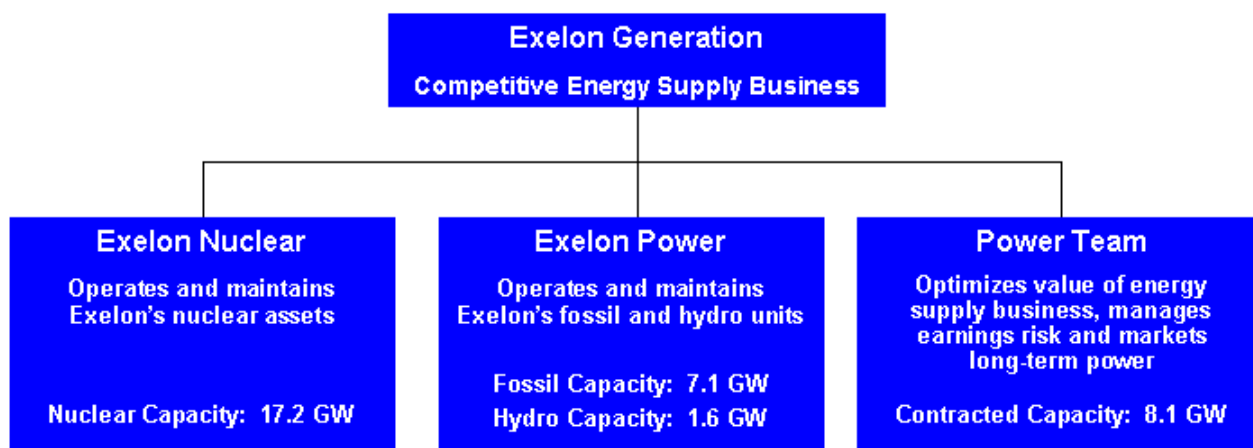 Exelon Generation
Competitive Energy Supply Business
Exelon Nuclear
Operates and maintains
Exelon's nuclear assets
Nuclear Capacity: 17.2 GW
Exelon Power
Operates and maintains
Exelon's fossil and hydro units
Fossil Capacity: 7.1 GW
Hydro Capacity: 1.6 GW
Power Team
Optimizes value of energy
supply business, manages
earnings risk and markets
long-term power
Contracted Capacity: 8.1 GW